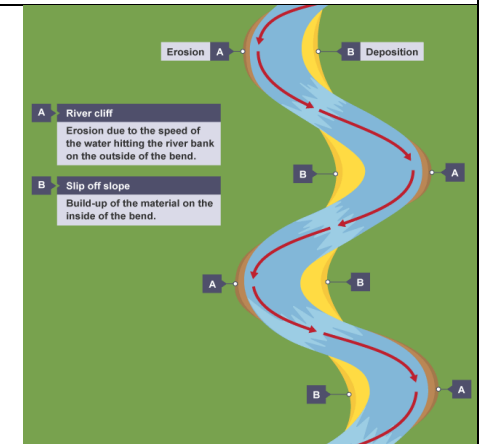 Erosion A
B Deposition
A River cliff
Erosion due to the speed of
the water hitting the river bank
on the outside of the bend.
B Slip off slope
Build-up of the material on the
inside of the bend.
B
A
A
B
B
A